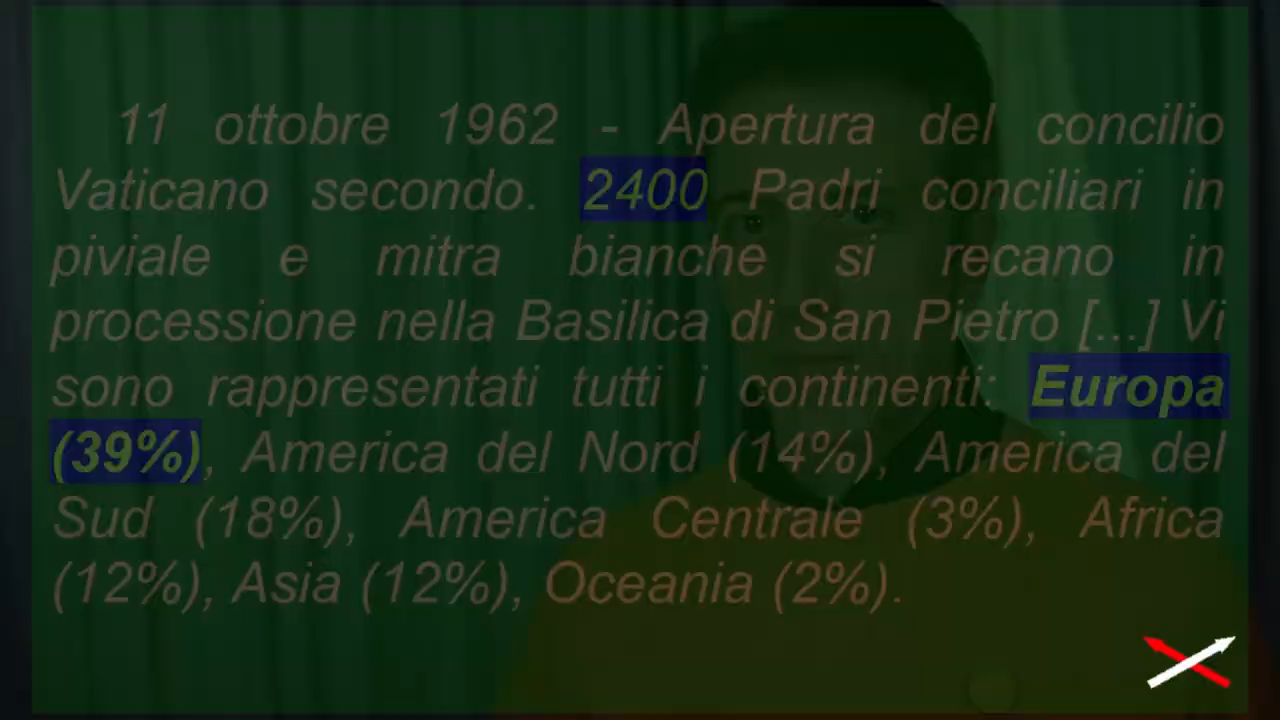 11 ottobre 1962 - Apertura del concilio
Vaticano secondo. 2400 Padri conciliari in
piviale e mitra bianche si recano in
processione nella Basilica di San Pietro [...] Vi
sono rappresentati tutti i continenti: Europa
(39%), America del Nord (14%), America del
Sud (18%), America Centrale (3%), Africa
(12%), Asia (12%), Oceania (2%).